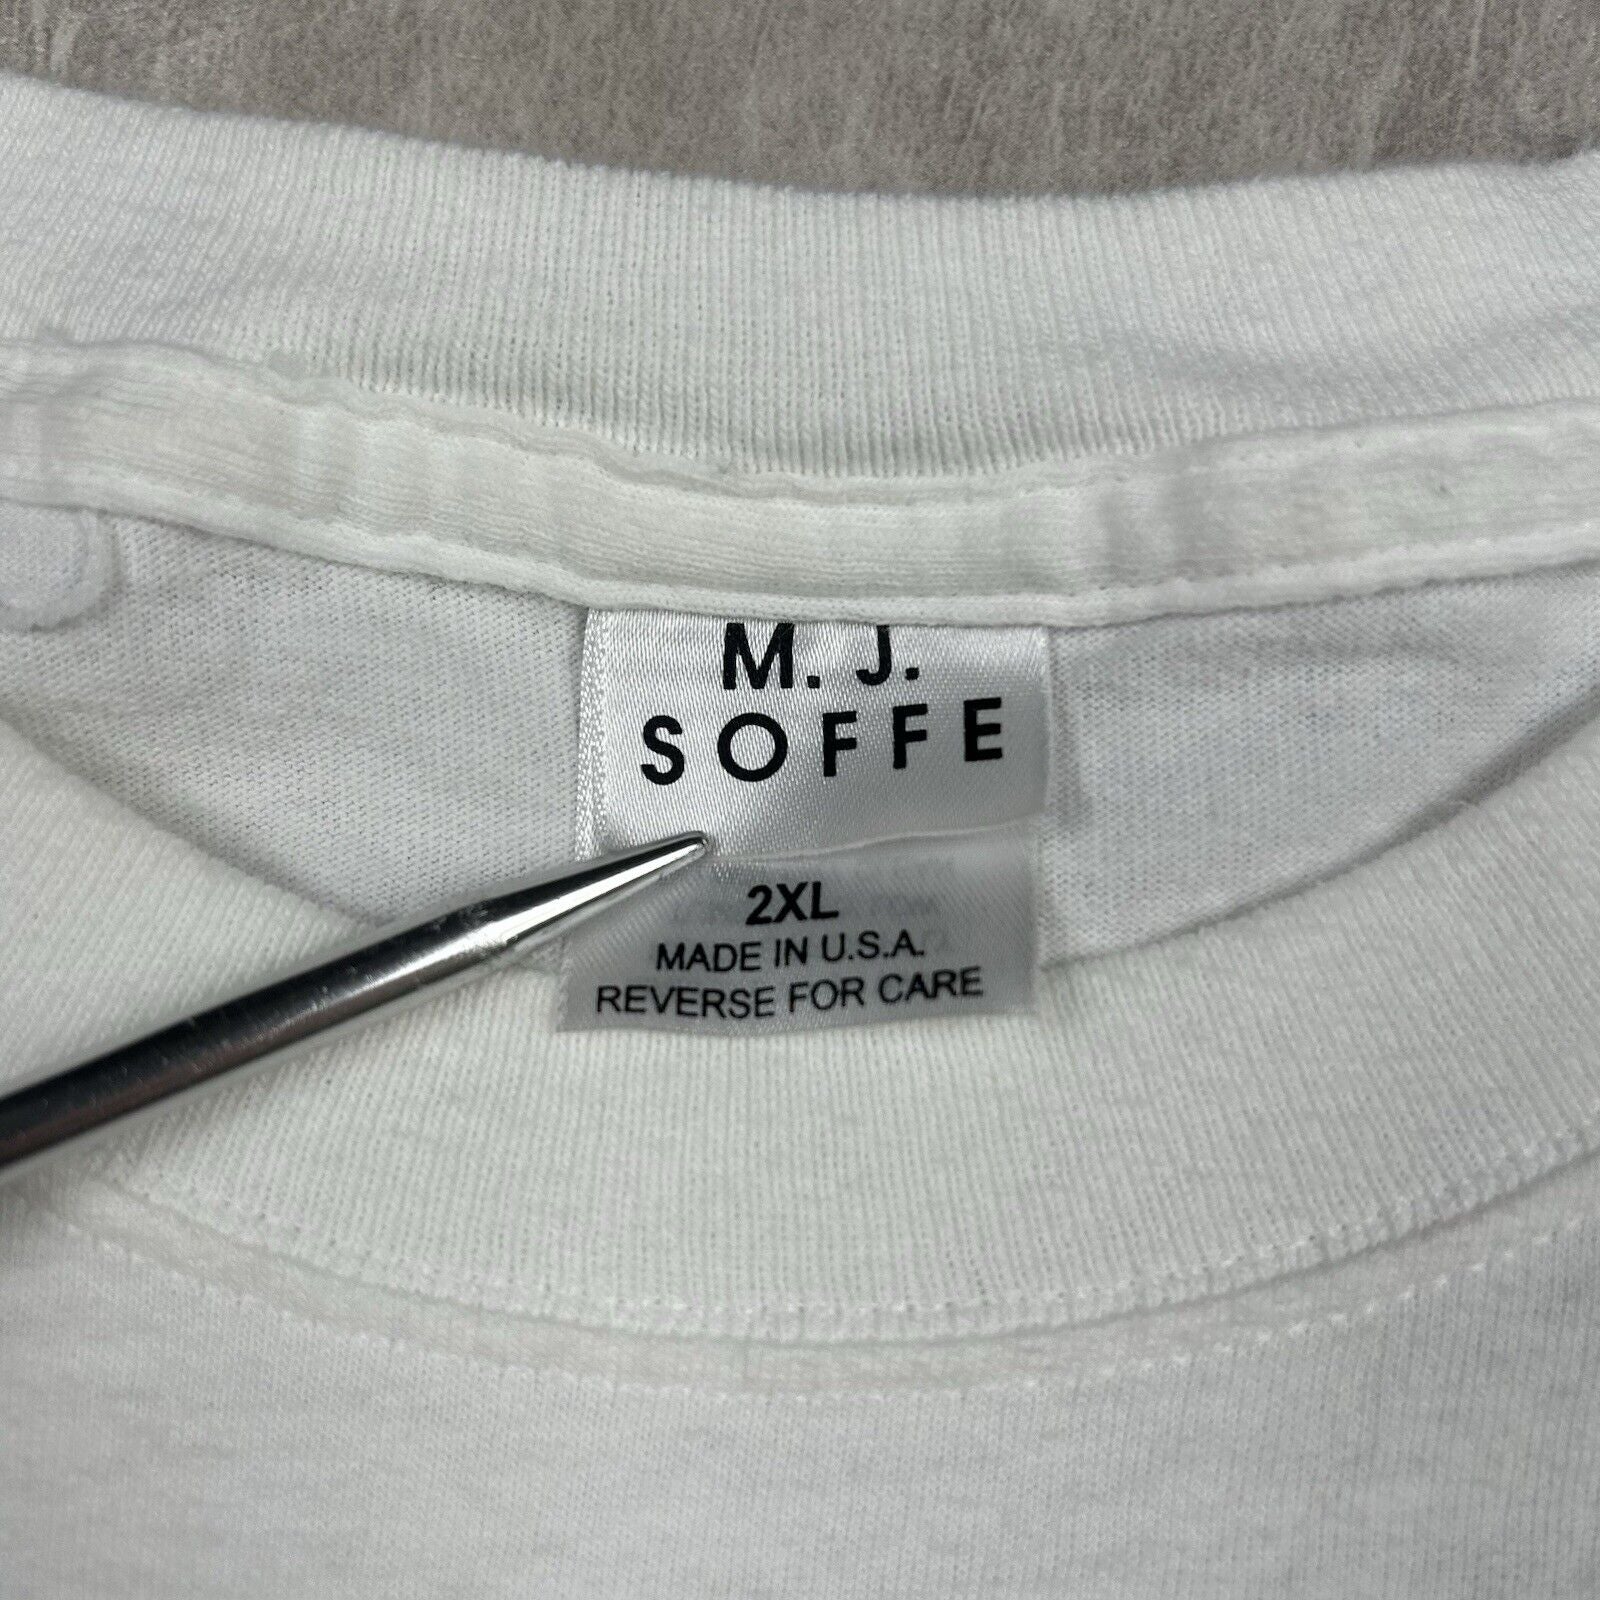 M. J.
SOFFE
2XL
MADE IN U.S.A.
REVERSE FOR CARE